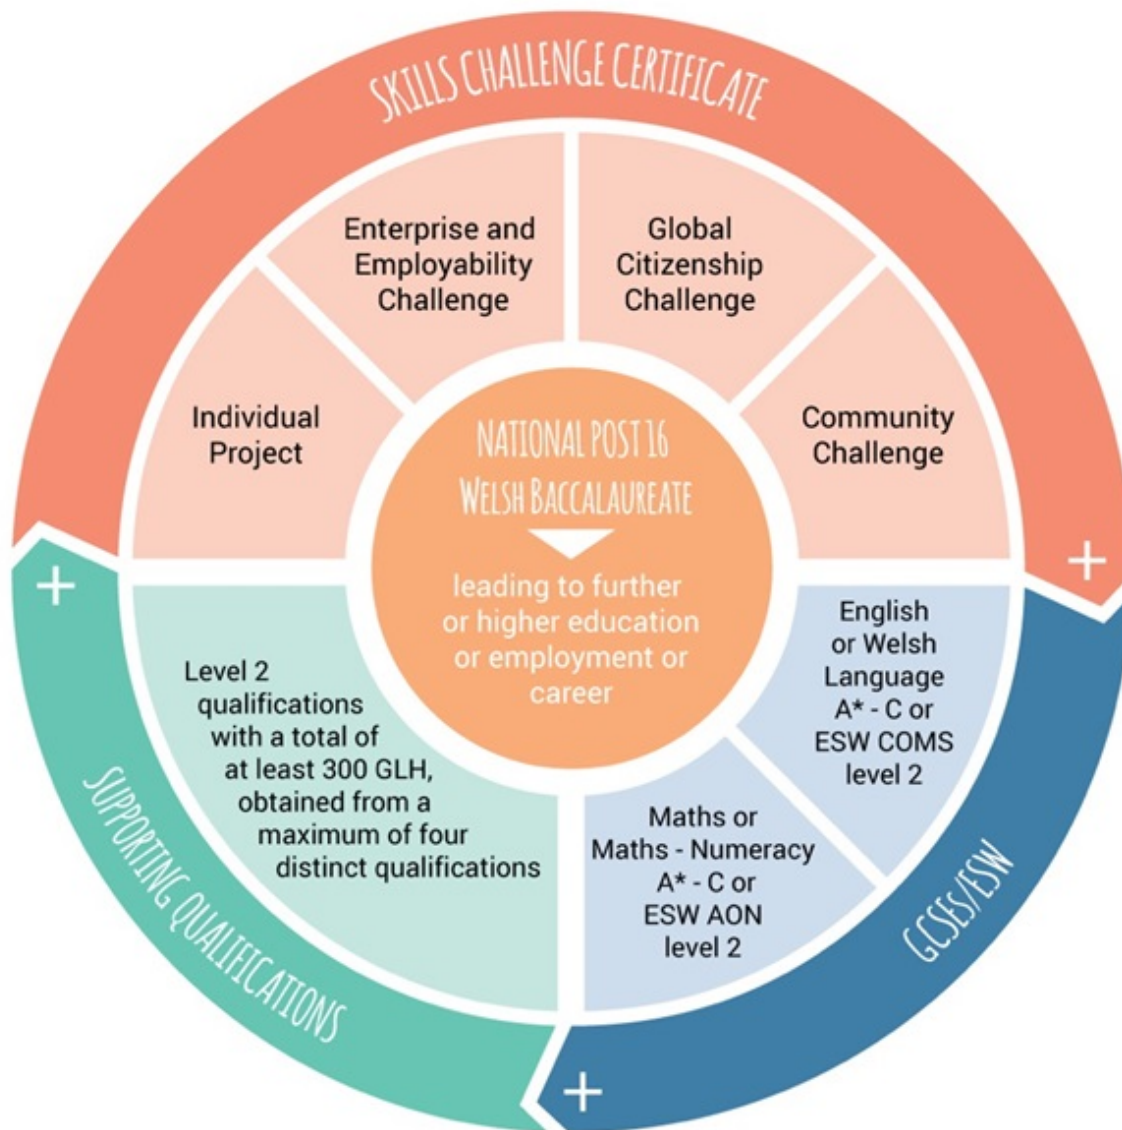 SKILLS CHALLENGE CERTIFICATE
Individual
Project
Enterprise and
Employability
Challenge
Global
Citizenship
Challenge
Community
Challenge
NATIONAL POST 16
WELSH BACCALAUREATE
leading to further
or higher education
or employment or
career
+
English
or Welsh
Language
A* - C or
ESW COMS
level 2
Maths or
Maths - Numeracy
A* - C or
ESW AON
level 2
GCSEs/ESW
+
Level 2
qualifications
with a total of
at least 300 GLH,
obtained from a
maximum of four
distinct qualifications
SUPPORTING QUALIFICATIONS
+